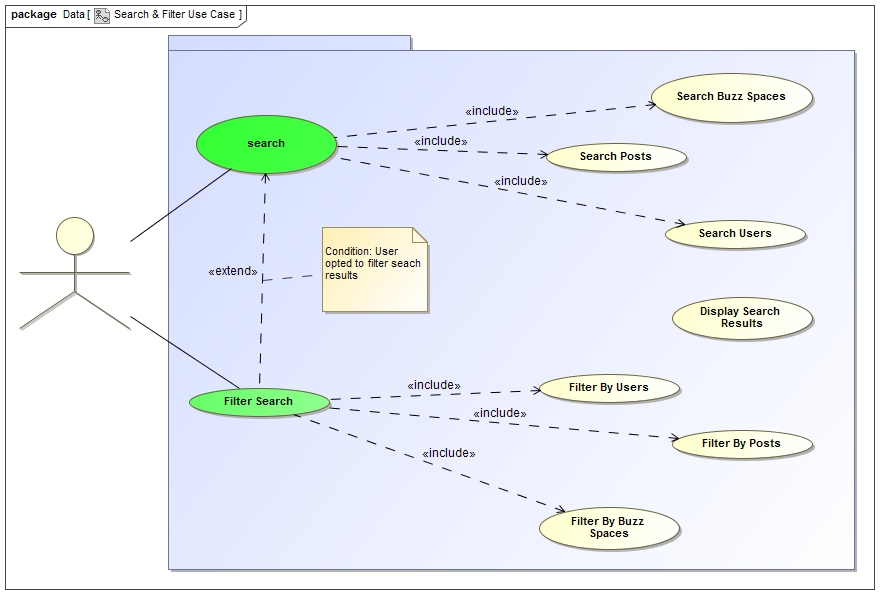 package Data [ Search & Filter Use Case ]
Search Buzz Spaces
«include»
search
«include»
Search Posts
«include»
Search Users
Condition: User
opted to filter seach
results
«extend»
Display Search
Results
Filter By Users
«include»
Filter Search
«include»
Filter By Posts
«include»
Filter By Buzz
Spaces